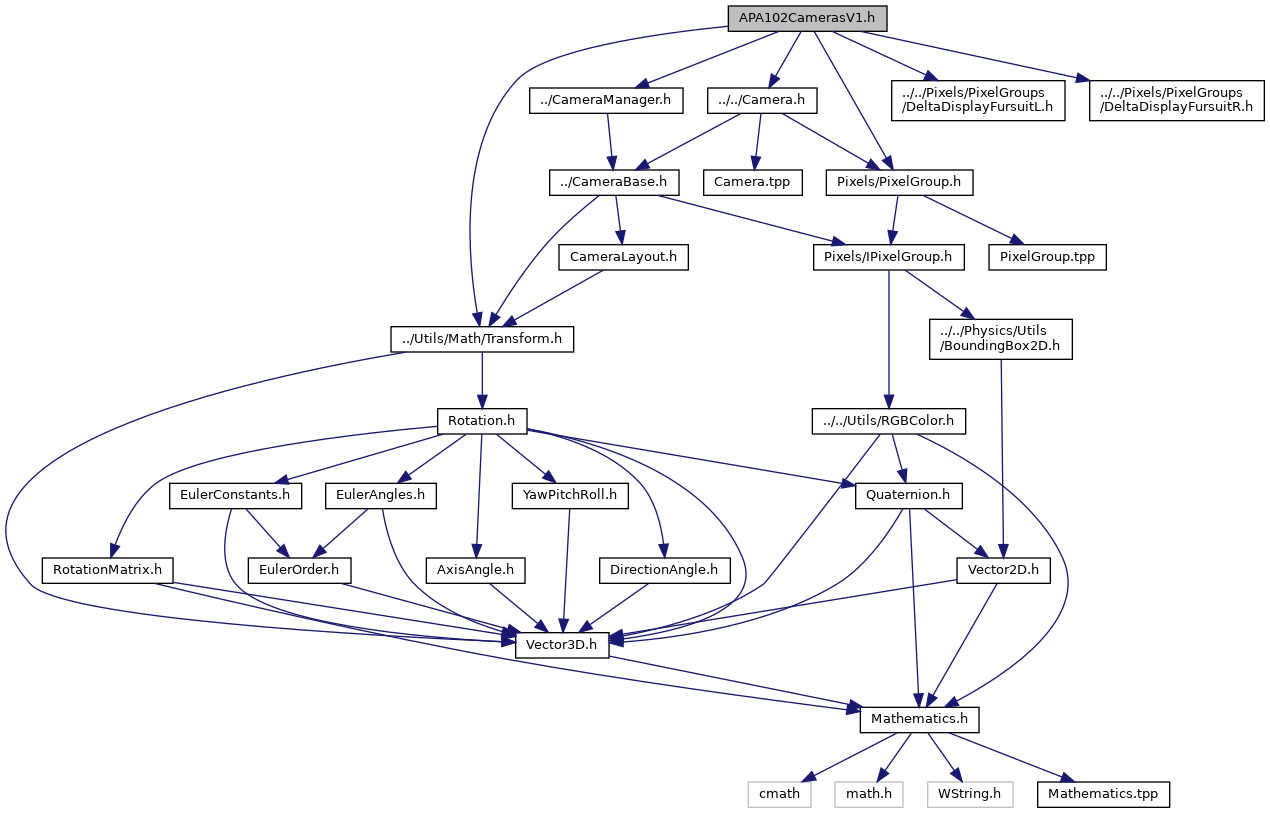 APA102CamerasV1.h
../CameraManager.h
../../Camera.h
../../Pixels/PixelGroups
/DeltaDisplayFursuitL.h
../../Pixels/PixelGroups
/DeltaDisplayFursuitR.h
../CameraBase.h
Camera.tpp
Pixels/PixelGroup.h
CameraLayout.h
Pixels/IPixelGroup.h
PixelGroup.tpp
../Utils/Math/Transform.h
../../Physics/Utils
/BoundingBox2D.h
Rotation.h
../../Utils/RGBColor.h
EulerConstants.h
EulerAngles.h
YawPitchRoll.h
Quaternion.h
RotationMatrix.h
EulerOrder.h
AxisAngle.h
DirectionAngle.h
Vector2D.h
Vector3D.h
Mathematics.h
cmath
math.h
WString.h
Mathematics.tpp